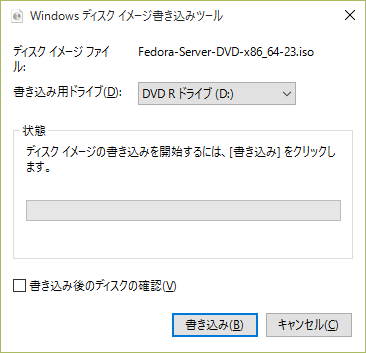 Windows ディスク イメージ書き込みツール
ディスク イメージ ファイ
ル:
Fedora-Server-DVD-x86_64-23.iso
書き込み用ドライブ(D):
DVD R ドライブ (D:)
状態
ディスク イメージの書き込みを開始するには、[書き込み] をクリックし
ます。
書き込み後のディスクの確認(V)
書き込み(B)
キャンセル(C)